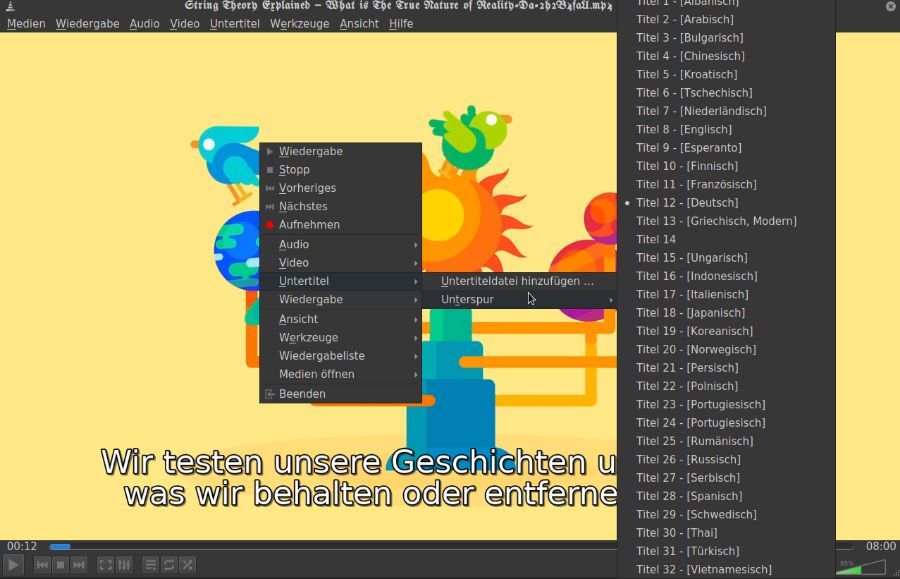 String Theory Explained – What is The True Nature of Reality-Da-2h2B4faU.mp4
Medien Wiedergabe Audio Video Untertitel Werkzeuge Ansicht Hilfe
Wiedergabe
Stopp
Vorheriges
Nächstes
Aufnehmen
Audio
Video
Untertitel
Wiedergabe
Ansicht
Werkzeuge
Wiedergabeliste
Medien öffnen
Beenden
Untertiteldatei hinzufügen ...
Unterspur
Titel 1 - [Albanisch]
Titel 2 - [Arabisch]
Titel 3 - [Bulgarisch]
Titel 4 - [Chinesisch]
Titel 5 - [Kroatisch]
Titel 6 - [Tschechisch]
Titel 7 - [Niederländisch]
Titel 8 - [Englisch]
Titel 9 - [Esperanto]
Titel 10 - [Finnisch]
Titel 11 - [Französisch]
Titel 12 - [Deutsch]
Titel 13 - [Griechisch, Modern]
Titel 14
Titel 15 - [Ungarisch]
Titel 16 - [Indonesisch]
Titel 17 - [Italienisch]
Titel 18 - [Japanisch]
Titel 19 - [Koreanisch]
Titel 20 - [Norwegisch]
Titel 21 - [Persisch]
Titel 22 - [Polnisch]
Titel 23 - [Portugiesisch]
Titel 24 - [Portugiesisch]
Titel 25 - [Rumänisch]
Titel 26 - [Russisch]
Titel 27 - [Serbisch]
Titel 28 - [Spanisch]
Titel 29 - [Schwedisch]
Titel 30 - [Thai]
Titel 31 - [Türkisch]
Titel 32 - [Vietnamesisch]
Wir testen unsere Geschichten u
was wir behalten oder entferne
00:12
08:00
65%